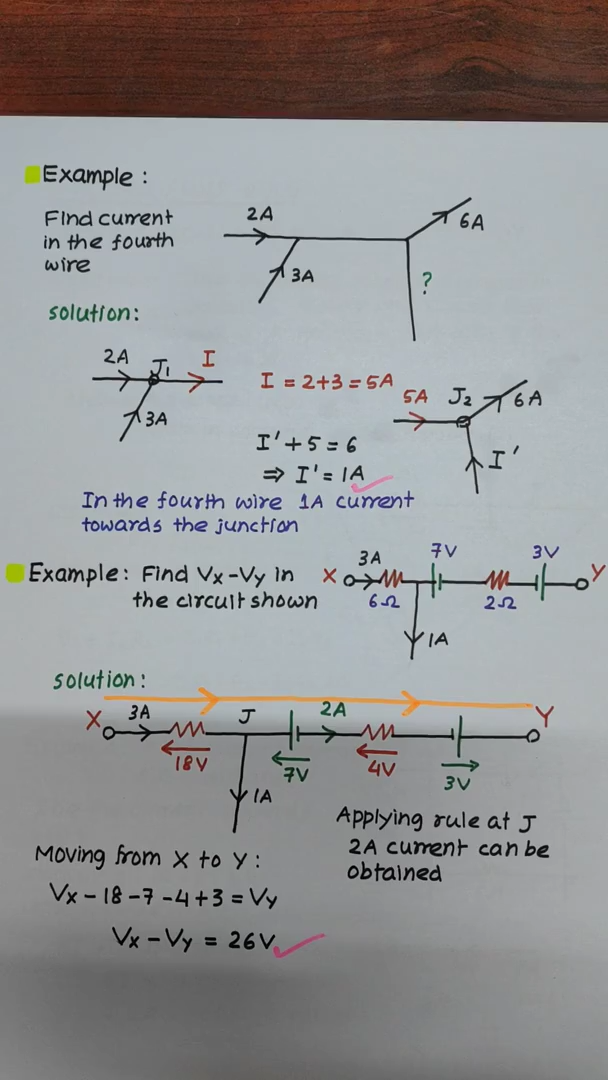 Example :
Find current
in the fourth
wire
2A
3A
6A
?
solution:
2A
J1
I
3A
I = 2+3 = 5A
5A
J2
6A
I'
I'+5 = 6
⇒ I' = 1A
In the fourth wire 1A current
towards the junction
Example: Find Vx-Vy in
the circuit shown
X
3A
6Ω
7V
2Ω
3V
Y
1A
solution:
X
3A
18V
J
7V
2A
4V
3V
Y
1A
Applying rule at J
2A current can be
obtained
Moving from X to Y:
Vx - 18 - 7 - 4 + 3 = Vy
Vx - Vy = 26V